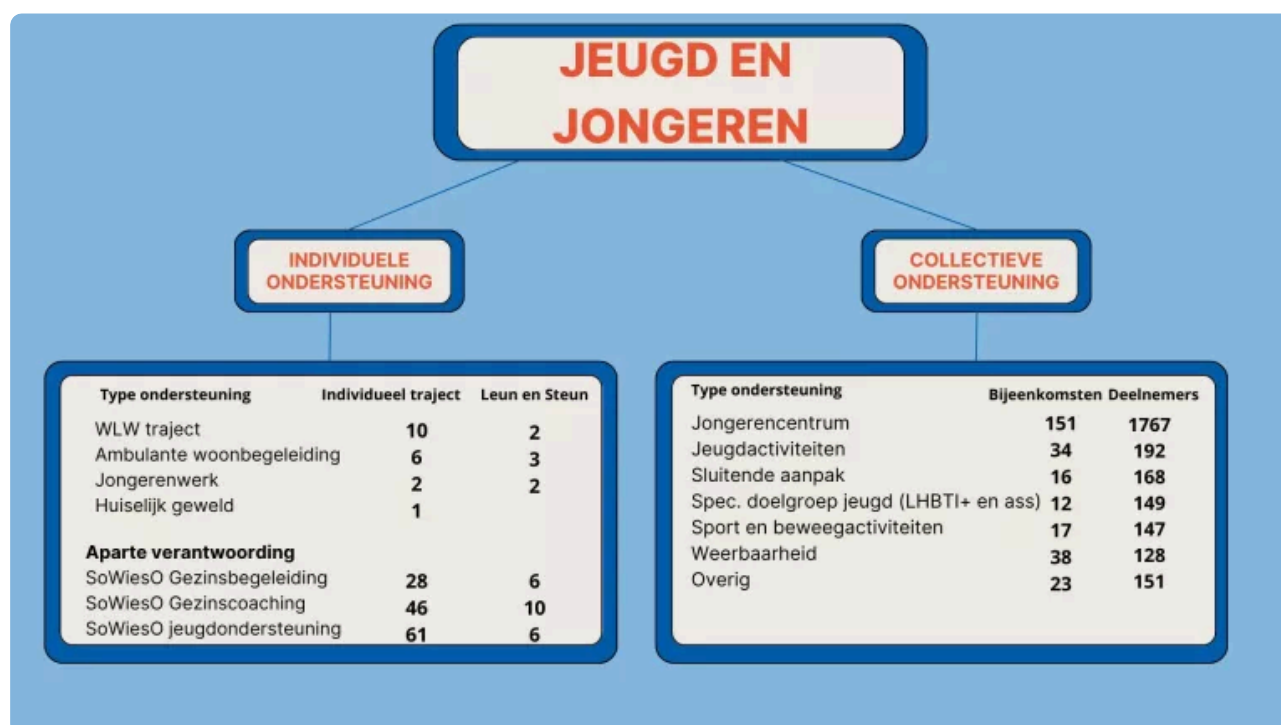 JEUGD EN
JONGEREN
INDIVIDUELE
ONDERSTEUNING
COLLECTIEVE
ONDERSTEUNING
Type ondersteuning Individueel traject Leun en Steun
WLW traject 10 2
Ambulante woonbegeleiding 6 3
Jongerenwerk 2 2
Huiselijk geweld 1
Aparte verantwoording
SoWiesO Gezinsbegeleiding 28 6
SoWiesO Gezinscoaching 46 10
SoWiesO jeugdondersteuning 61 6
Type ondersteuning Bijeenkomsten Deelnemers
Jongerencentrum 151 1767
Jeugdactiviteiten 34 192
Sluitende aanpak 16 168
Spec. doelgroep jeugd (LHBTI+ en ass) 12 149
Sport en beweegactiviteiten 17 147
Weerbaarheid 38 128
Overig 23 151